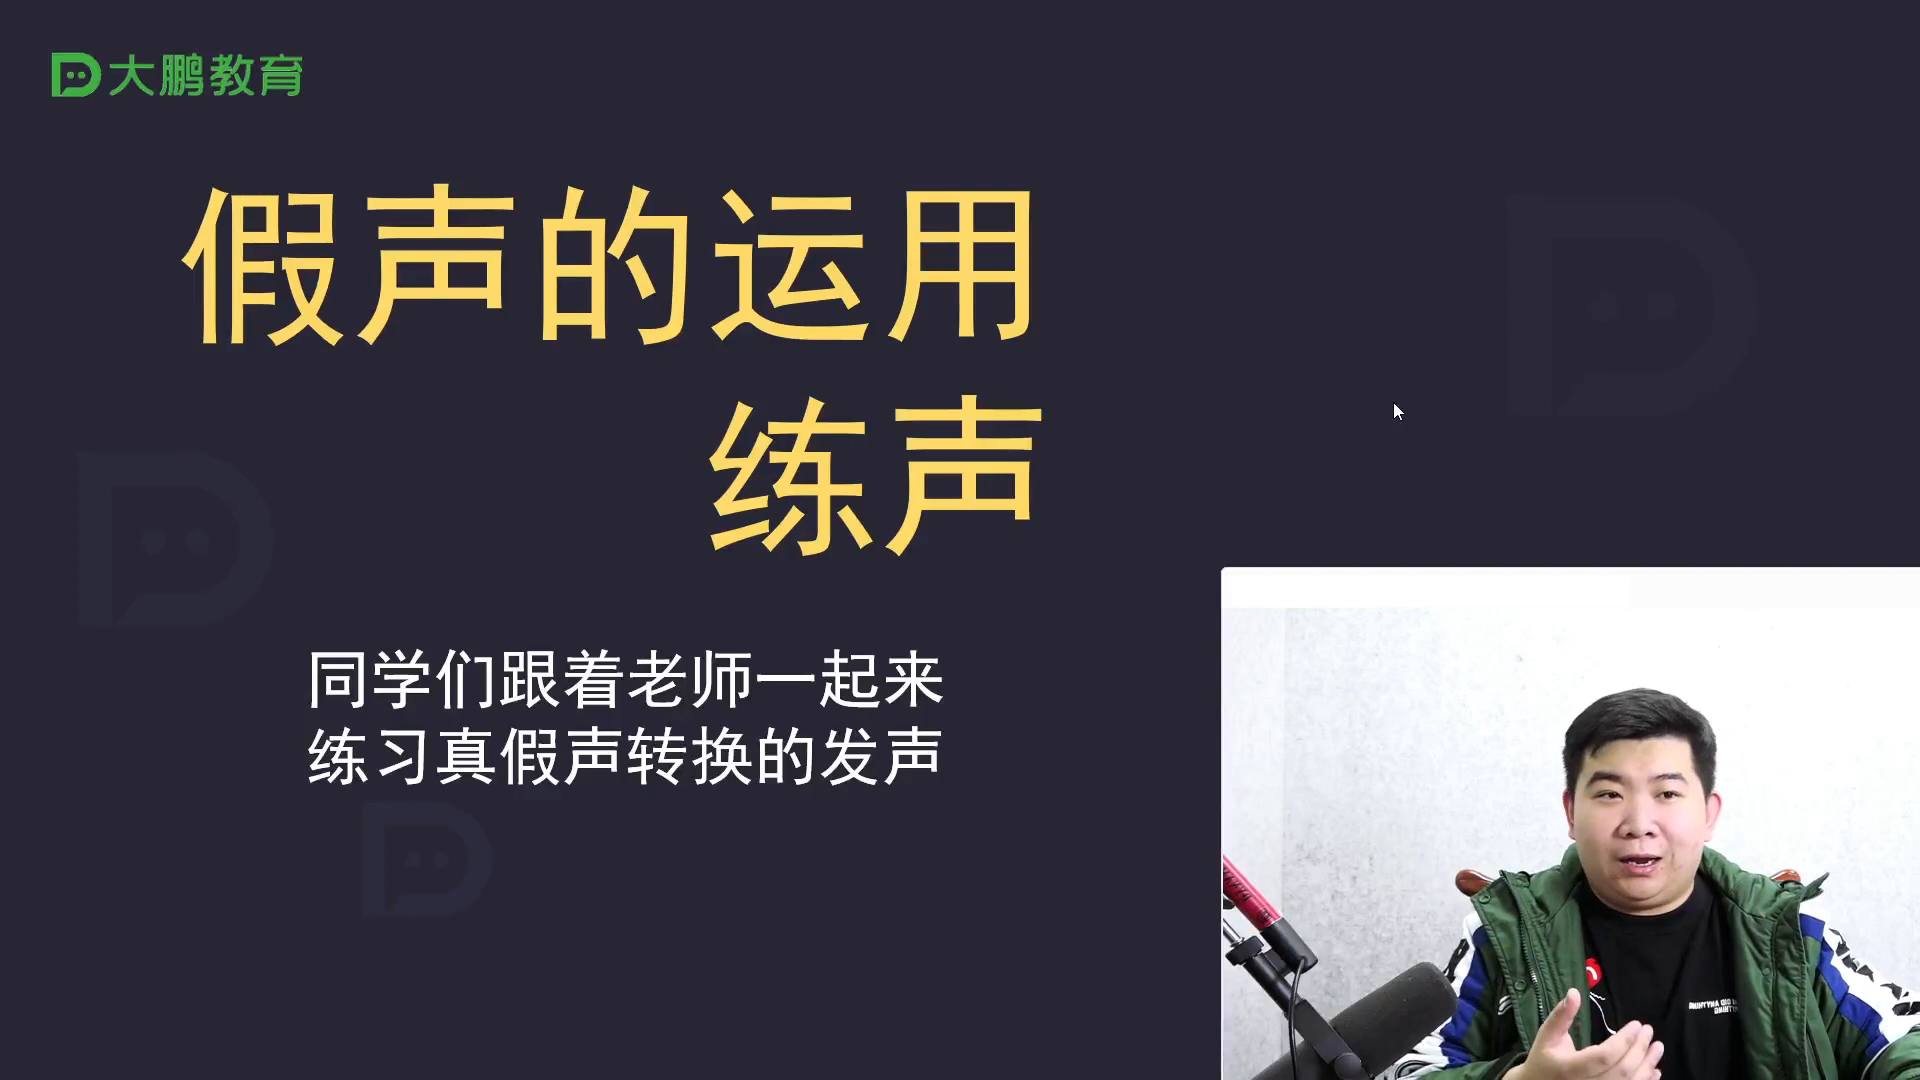 大鹏教育
假声的运用
练声
同学们跟着老师一起来
练习真假声转换的发声